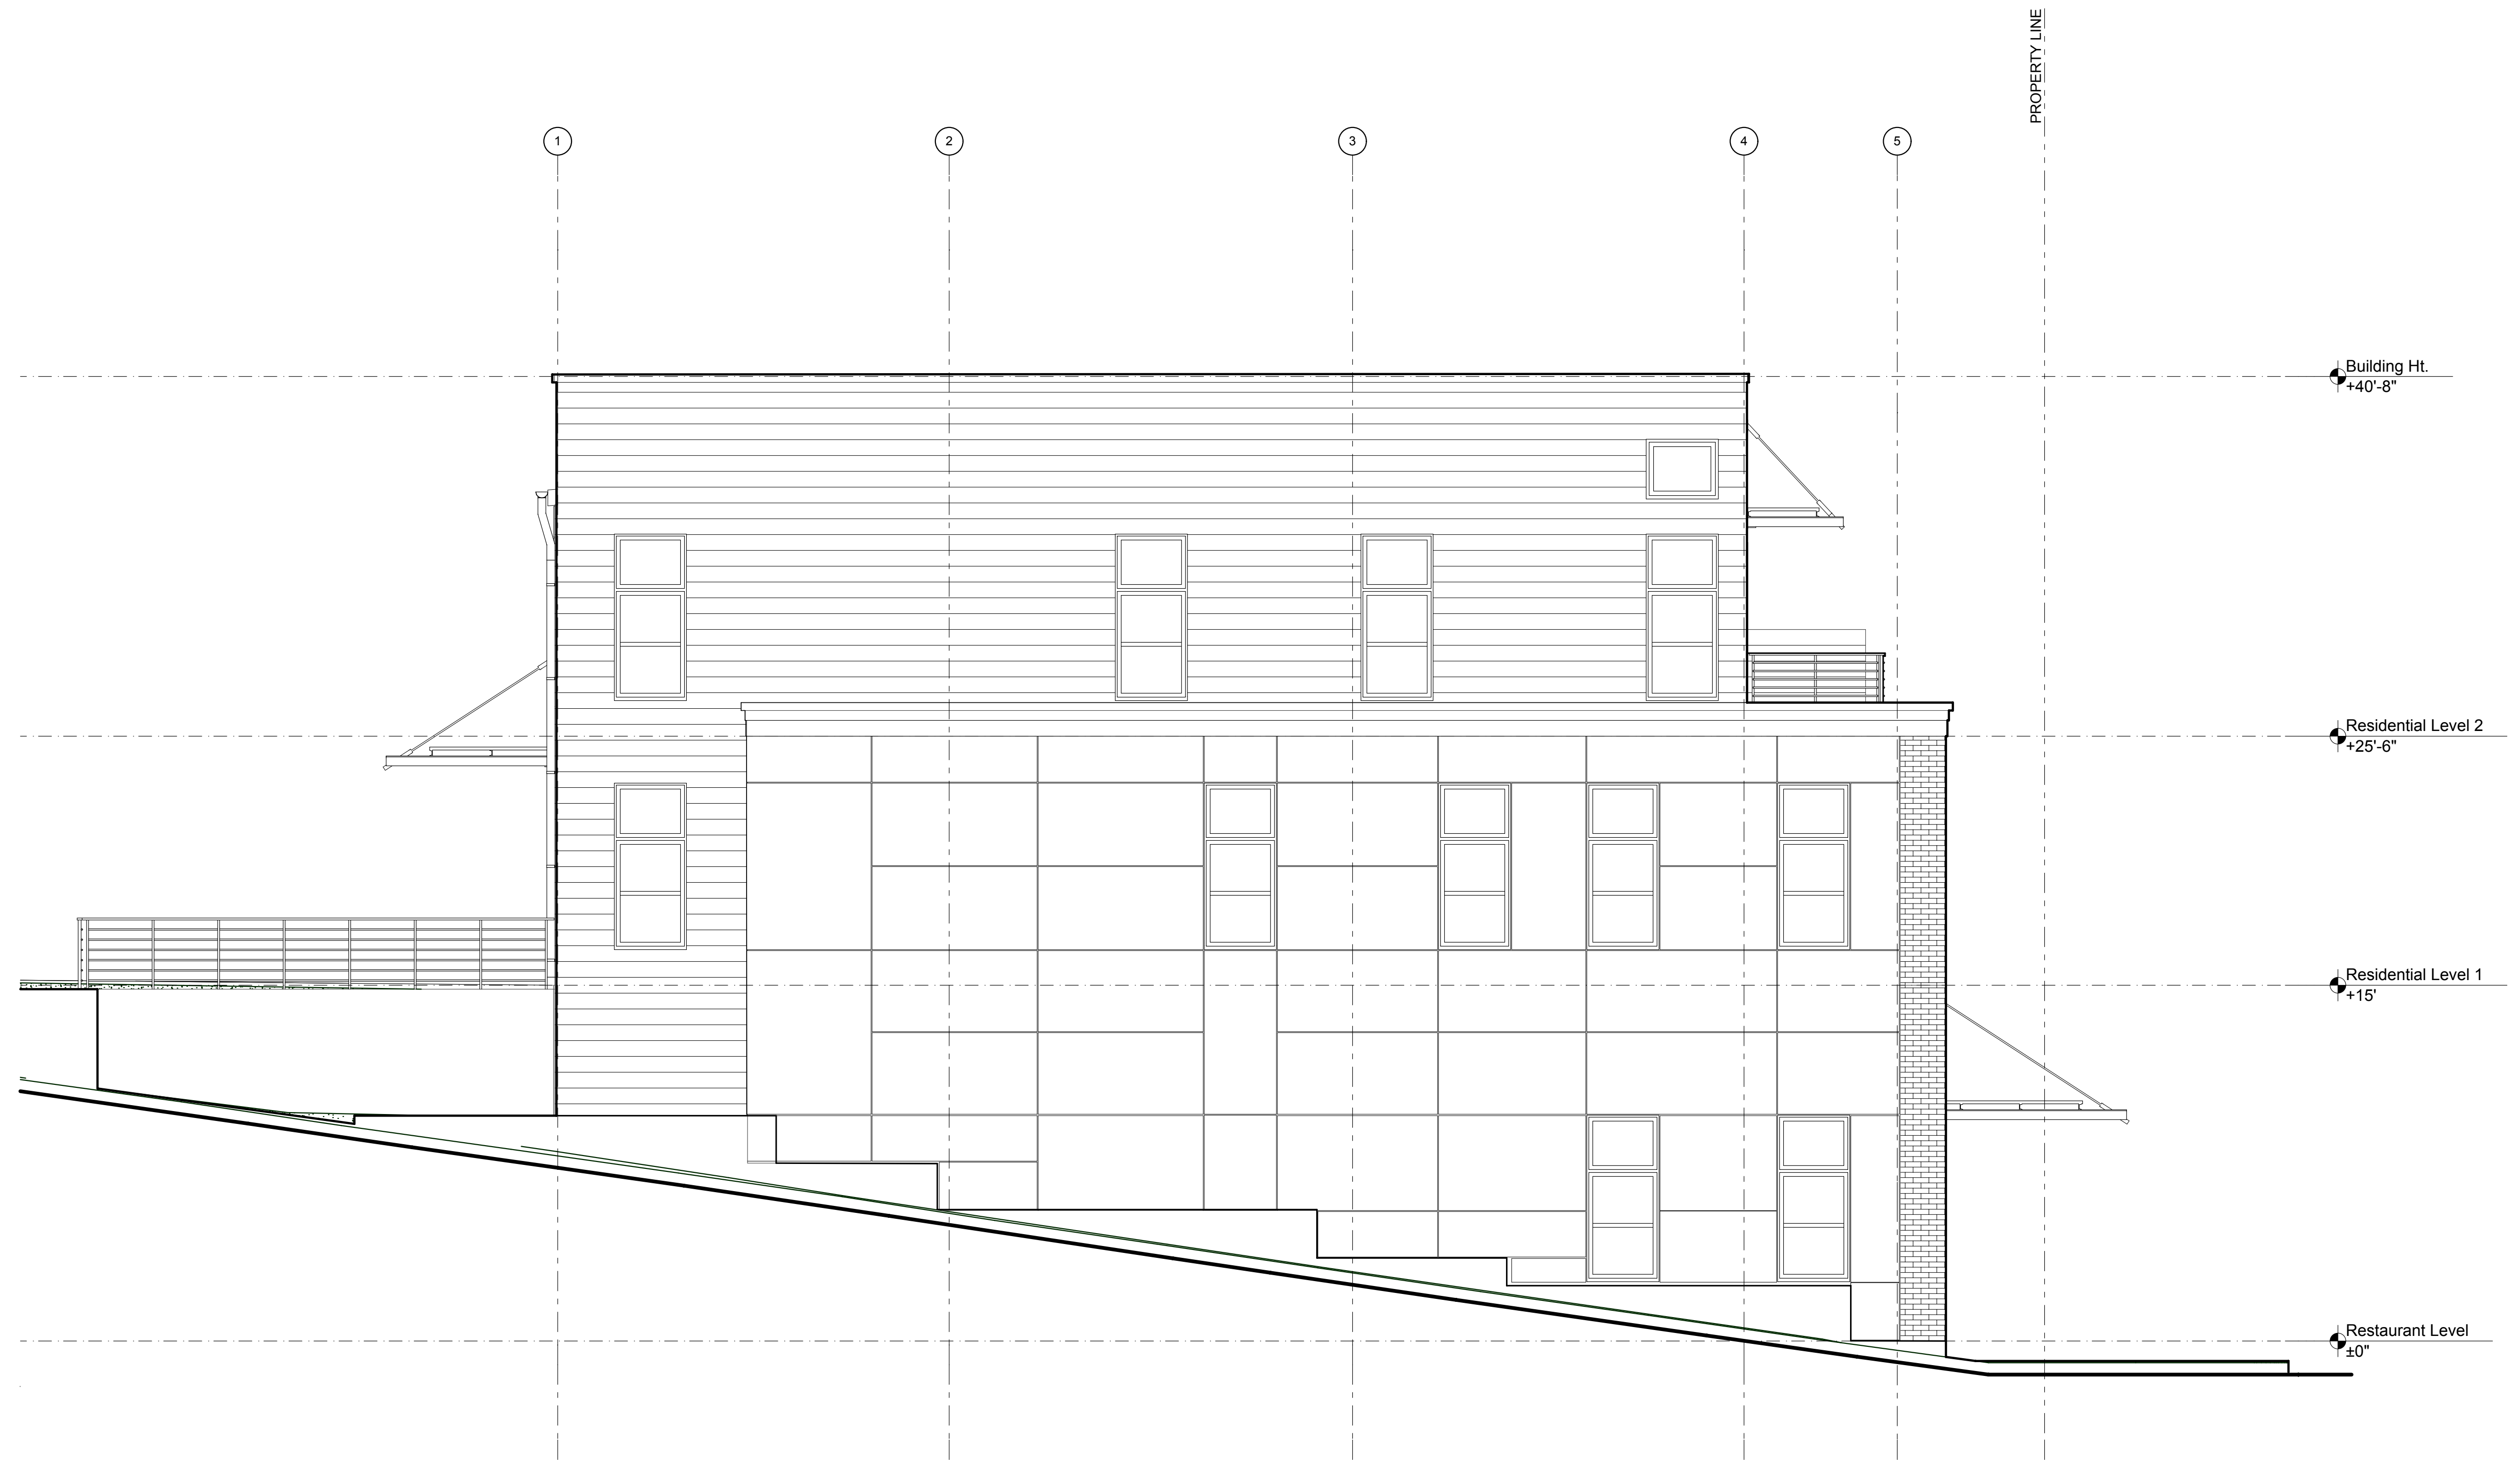 PROPERTY LINE
1
2
3
4
5
Building Ht.
+40'-8"
Residential Level 2
+25'-6"
Residential Level 1
+15'
Restaurant Level
±0"